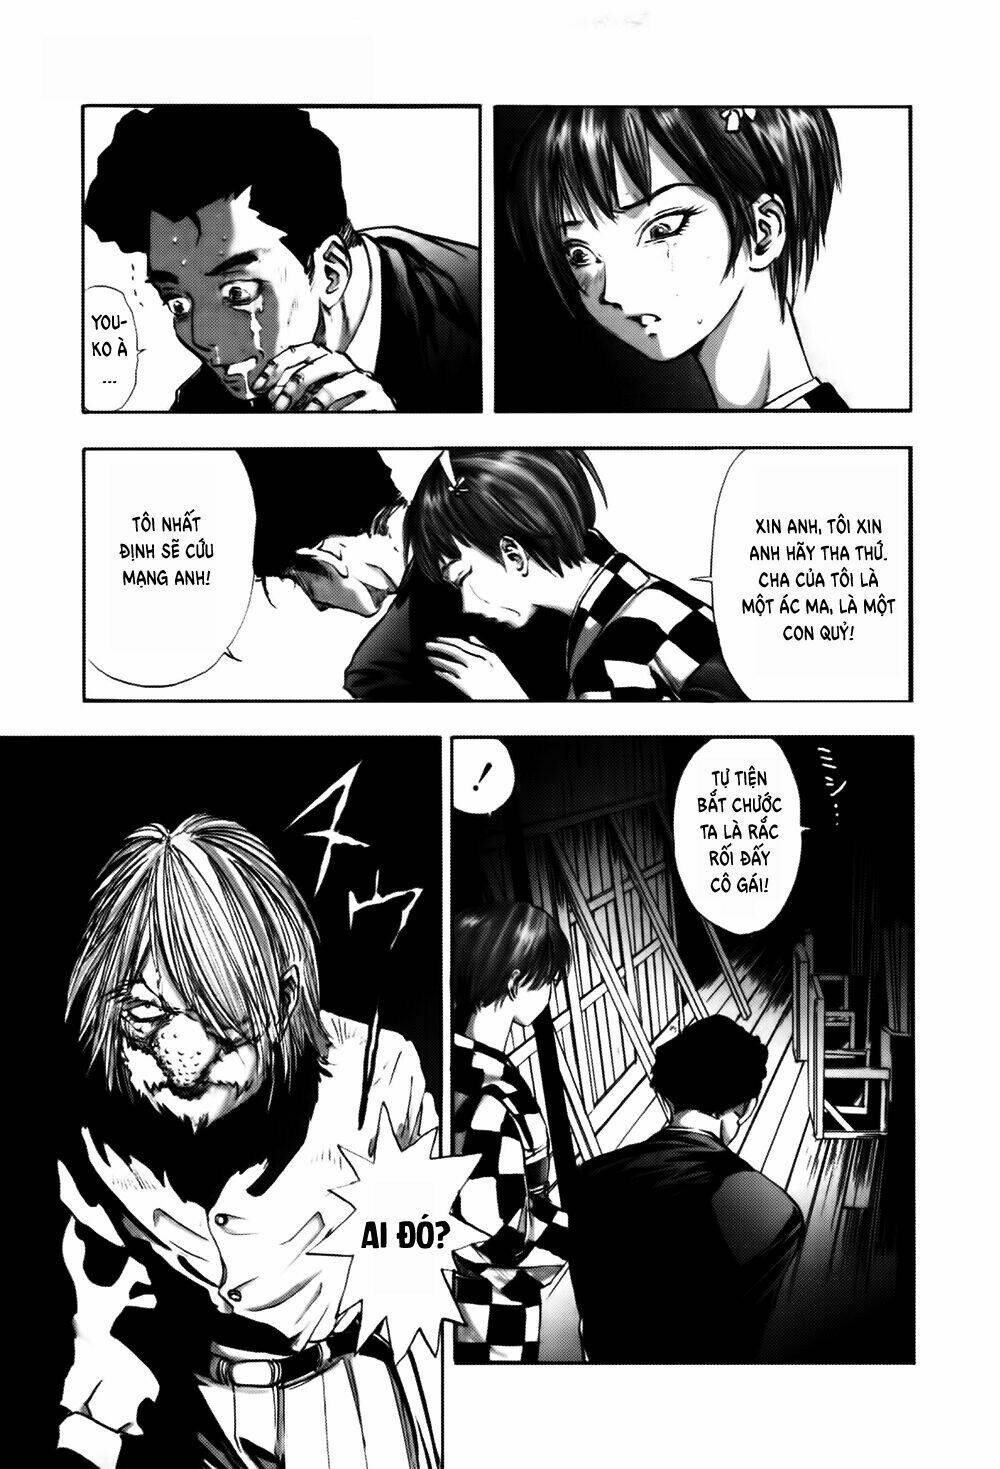 YOU-
KO À
...
XIN ANH, TÔI XIN
ANH HÃY THA THỨ.
CHA CỦA TÔI LÀ
MỘT ÁC MA, LÀ MỘT
CON QUỶ!
TÔI NHẤT
ĐỊNH SẼ CỨU
MẠNG ANH!
TỰ TIỆN
BẮT CHƯỚC
TA LÀ RẮC
RỐI ĐẤY
CÔ GÁI!
!
AI ĐÓ?